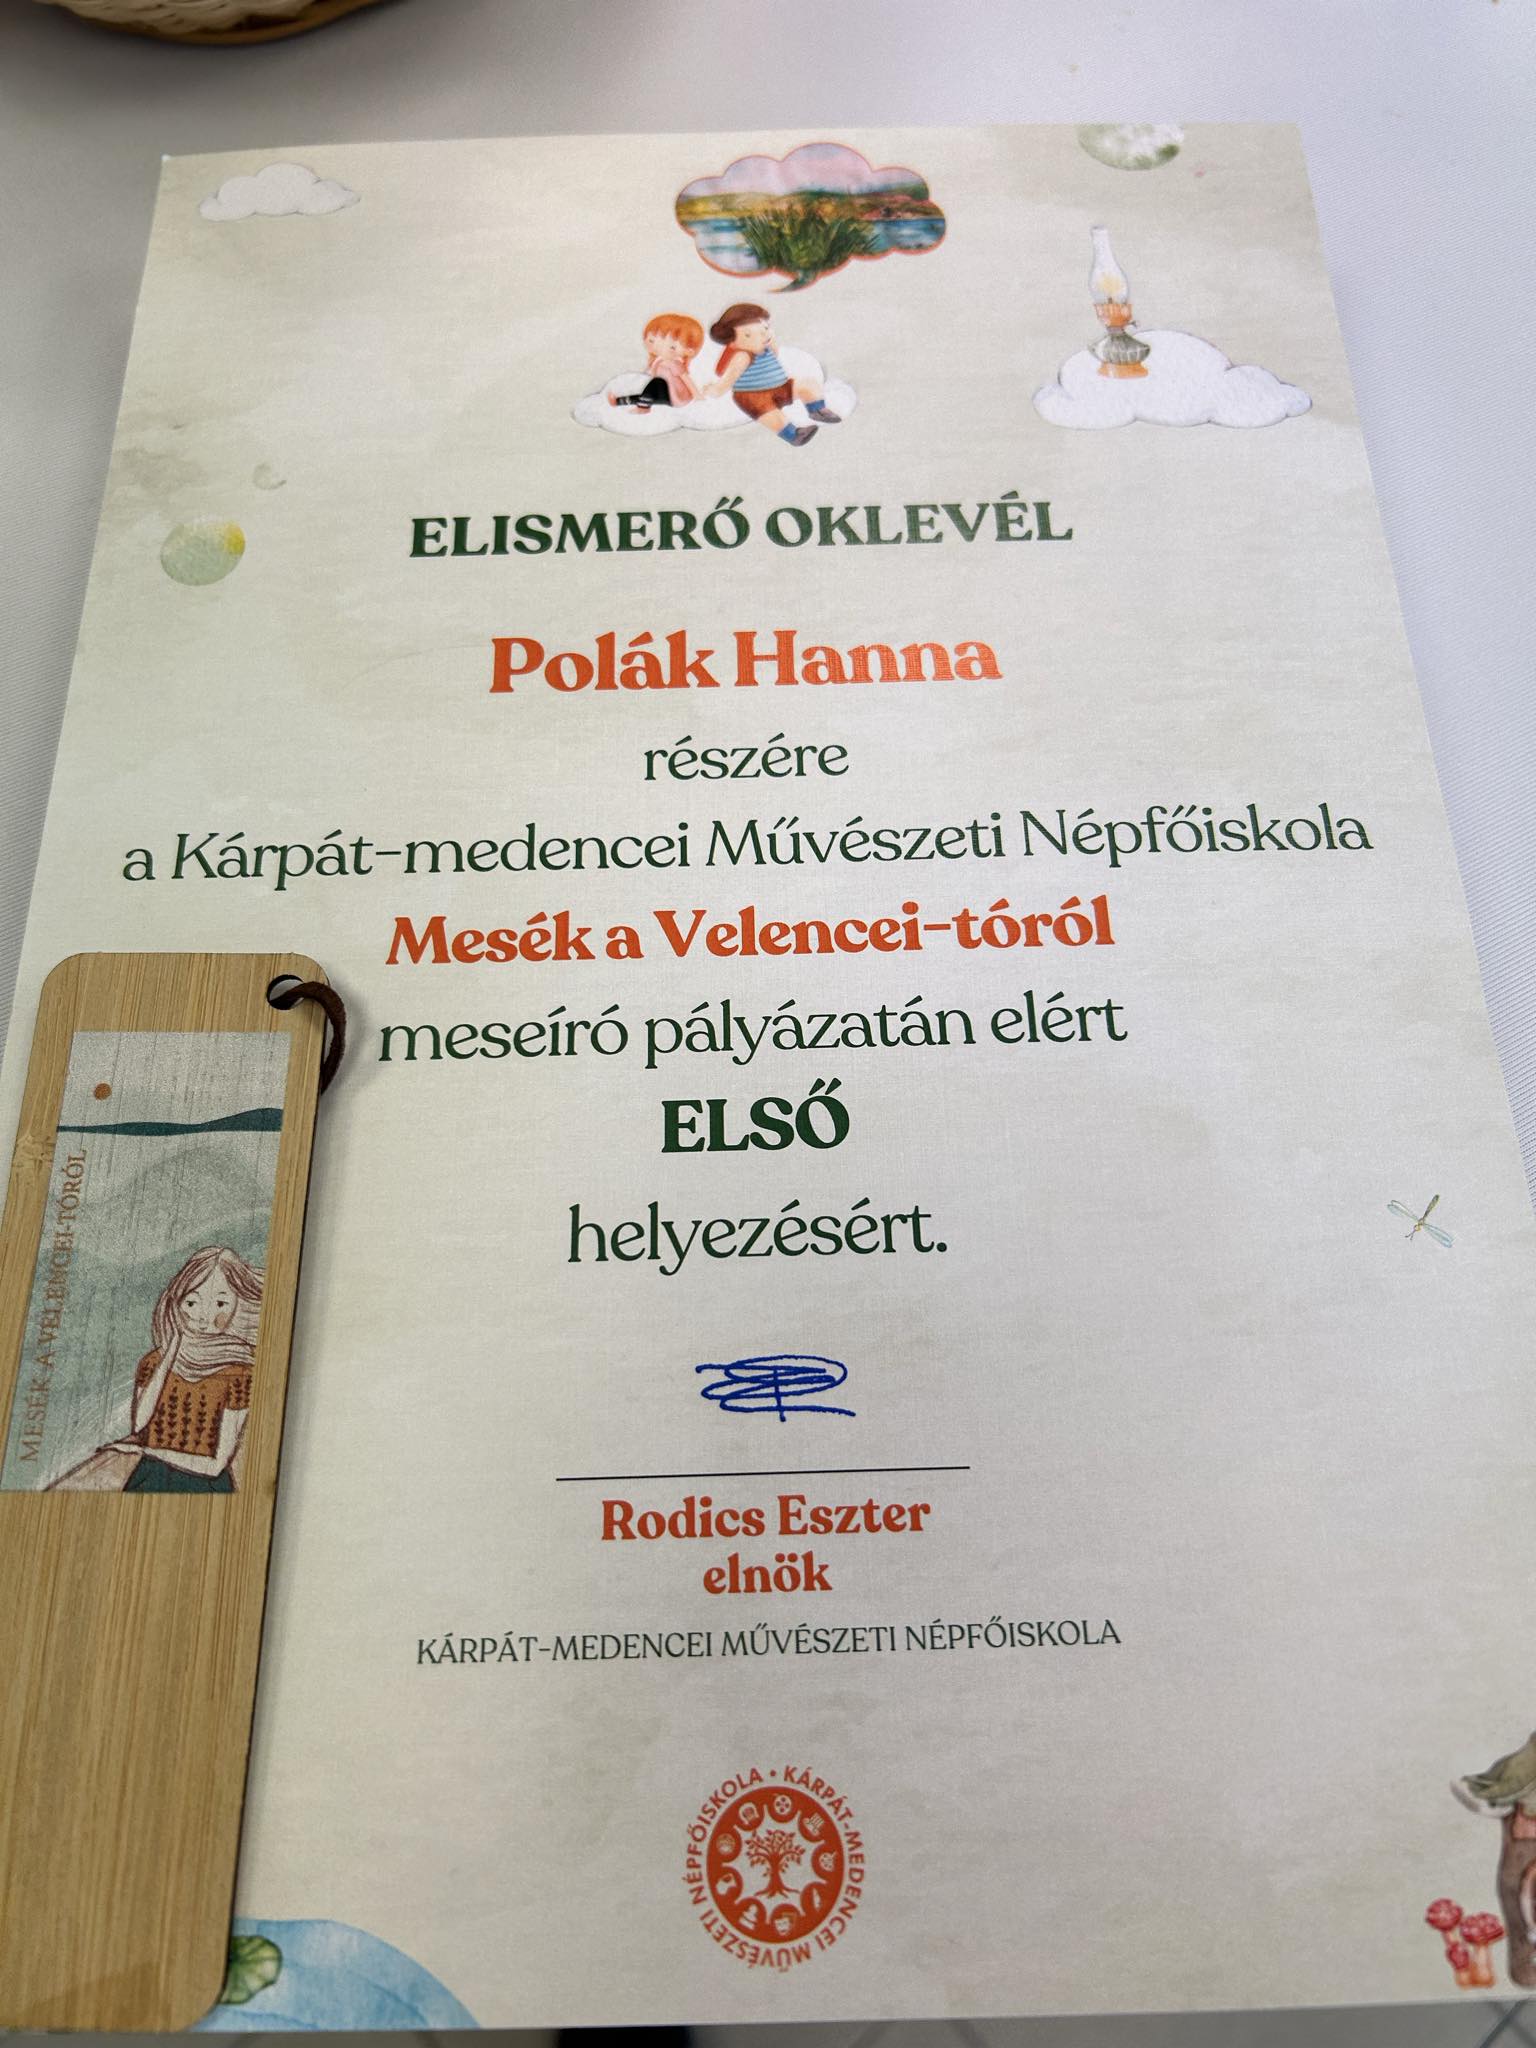 ELISMERŐ OKLEVÉL
Polák Hanna
részére
a Kárpát-medencei Művészeti Népfőiskola
Mesék a Velencei-tóról
meseíró pályázatán elért
ELSŐ
helyezésért.
Rodics Eszter
elnök
KÁRPÁT-MEDENCEI MŰVÉSZETI NÉPFŐISKOLA
KÁRPÁT-MEDENCEI MŰVÉSZETI NÉPFŐISKOLA •
MESÉK A VELENCEI-TÓRÓL